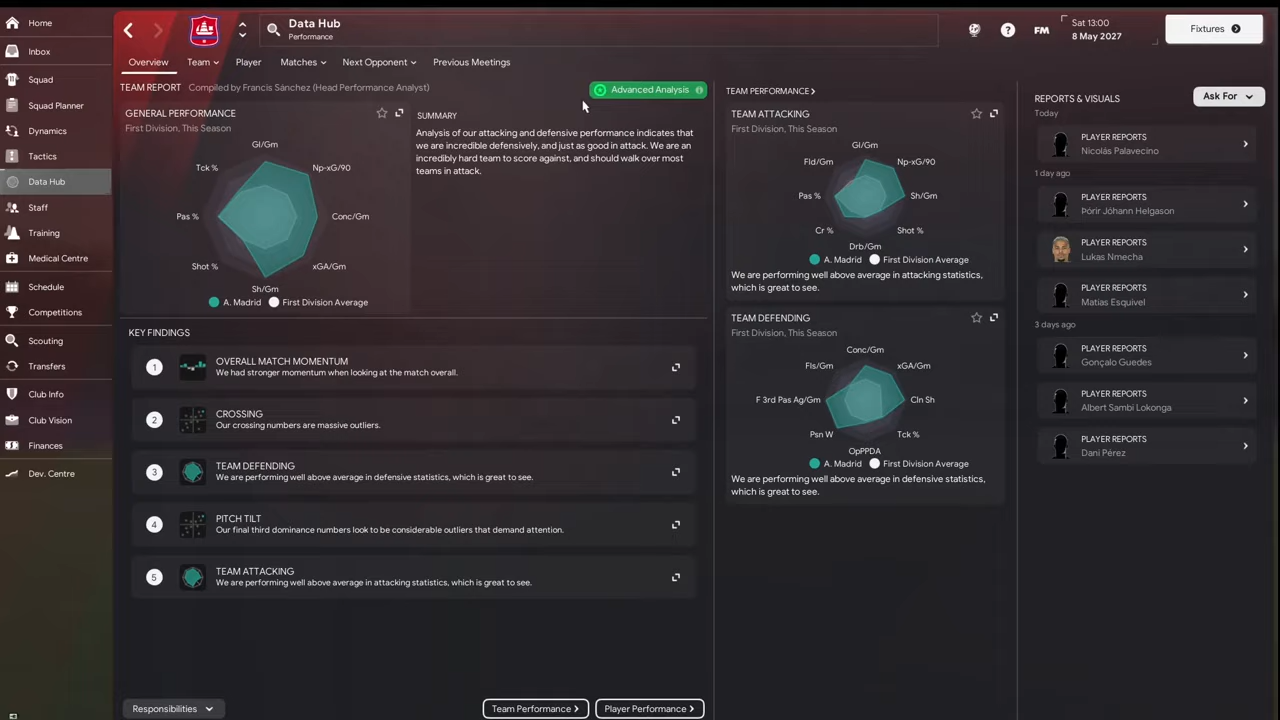 Home
Inbox
Squad
Squad Planner
Dynamics
Tactics
Data Hub
Staff
Training
Medical Centre
Schedule
Competitions
Scouting
Transfers
Club Info
Club Vision
Finances
Dev. Centre
Data Hub
Performance
?
FM
Sat 13:00
8 May 2027
Fixtures
Overview
Team
Player
Matches
Next Opponent
Previous Meetings
TEAM REPORT Compiled by Francis Sánchez (Head Performance Analyst)
Advanced Analysis
GENERAL PERFORMANCE
First Division, This Season
Gl/Gm
Tck %
Np-xG/90
Pas %
Conc/Gm
Shot %
xGA/Gm
Sh/Gm
A. Madrid
First Division Average
SUMMARY
Analysis of our attacking and defensive performance indicates that
we are incredible defensively, and just as good in attack. We are an
incredibly hard team to score against, and should walk over most
teams in attack.
KEY FINDINGS
1
OVERALL MATCH MOMENTUM
We had stronger momentum when looking at the match overall.
2
CROSSING
Our crossing numbers are massive outliers.
3
TEAM DEFENDING
We are performing well above average in defensive statistics, which is great to see.
4
PITCH TILT
Our final third dominance numbers look to be considerable outliers that demand attention.
5
TEAM ATTACKING
We are performing well above average in attacking statistics, which is great to see.
Responsibilities
Team Performance
Player Performance
TEAM PERFORMANCE
TEAM ATTACKING
First Division, This Season
Gl/Gm
Fld/Gm
Np-xG/90
Pas %
Sh/Gm
Cr %
Shot %
Drb/Gm
A. Madrid
First Division Average
We are performing well above average in attacking statistics,
which is great to see.
TEAM DEFENDING
First Division, This Season
Conc/Gm
Fls/Gm
xGA/Gm
F 3rd Pas Ag/Gm
Cln Sh
Psn W
Tck %
OpPPDA
A. Madrid
First Division Average
We are performing well above average in defensive statistics,
which is great to see.
REPORTS & VISUALS
Ask For
Today
PLAYER REPORTS
Nicolás Palavecino
1 day ago
PLAYER REPORTS
Þórir Jóhann Helgason
PLAYER REPORTS
Lukas Nmecha
PLAYER REPORTS
Matías Esquivel
3 days ago
PLAYER REPORTS
Gonçalo Guedes
PLAYER REPORTS
Albert Sambi Lokonga
PLAYER REPORTS
Dani Pérez